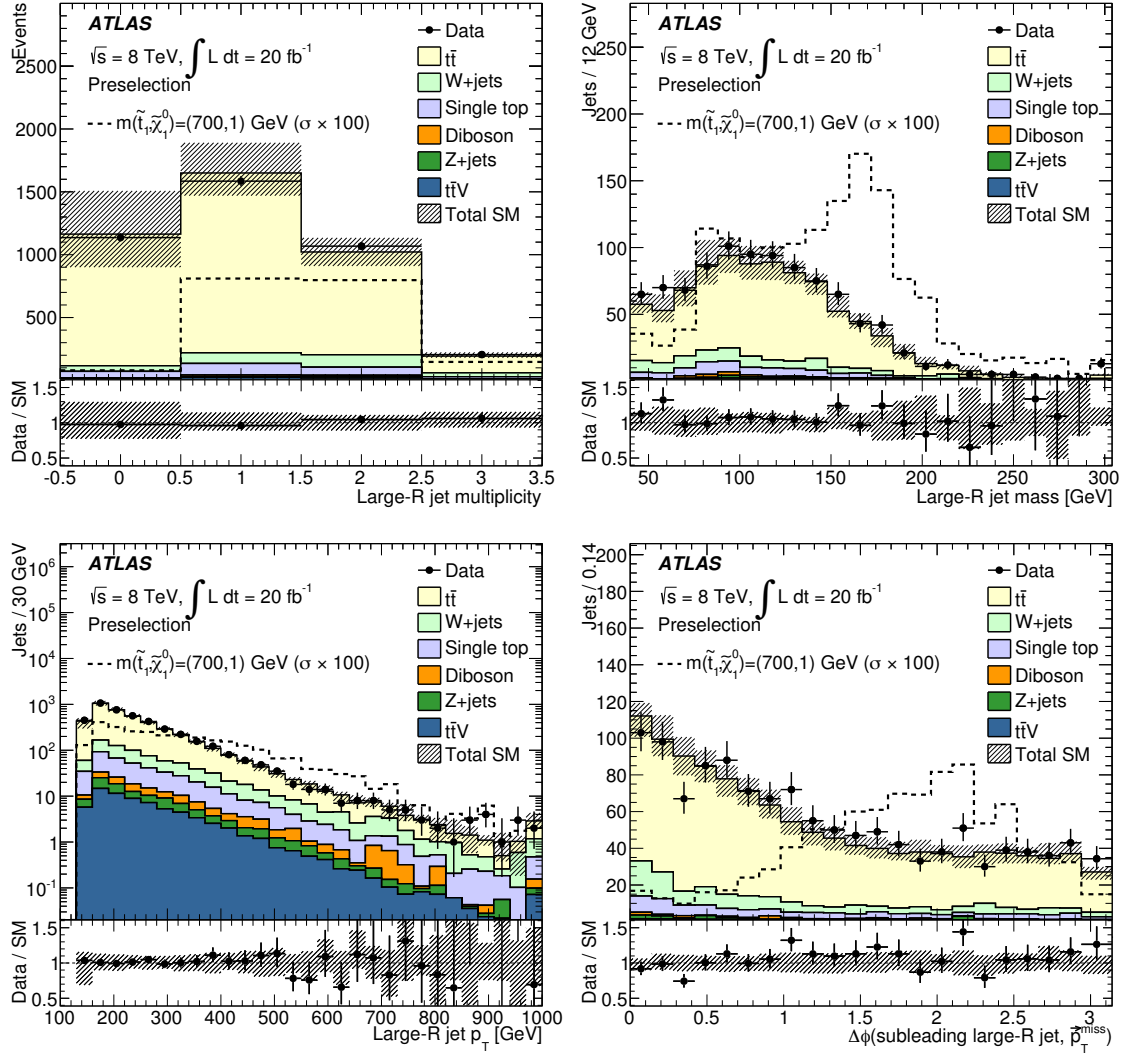 Events
ATLAS
√s = 8 TeV, ∫ L dt = 20 fb⁻¹
Preselection
m(t̃₁,χ̃₁⁰)=(700,1) GeV (σ × 100)
Data
tt̄
W+jets
Single top
Diboson
Z+jets
tt̄V
Total SM
2500
2000
1500
1000
500
Data / SM
1.5
1
0.5
-0.5 0 0.5 1 1.5 2 2.5 3 3.5
Large-R jet multiplicity
Jets / 12 GeV
ATLAS
√s = 8 TeV, ∫ L dt = 20 fb⁻¹
Preselection
m(t̃₁,χ̃₁⁰)=(700,1) GeV (σ × 100)
Data
tt̄
W+jets
Single top
Diboson
Z+jets
tt̄V
Total SM
250
200
150
100
50
Data / SM
1.5
1
0.5
50 100 150 200 250 300
Large-R jet mass [GeV]
Jets / 30 GeV
ATLAS
√s = 8 TeV, ∫ L dt = 20 fb⁻¹
Preselection
m(t̃₁,χ̃₁⁰)=(700,1) GeV (σ × 100)
Data
tt̄
W+jets
Single top
Diboson
Z+jets
tt̄V
Total SM
10⁶
10⁵
10⁴
10³
10²
10
1
10⁻¹
Data / SM
1.5
1
0.5
100 200 300 400 500 600 700 800 900 1000
Large-R jet p_T [GeV]
Jets / 0.14
ATLAS
√s = 8 TeV, ∫ L dt = 20 fb⁻¹
Preselection
m(t̃₁,χ̃₁⁰)=(700,1) GeV (σ × 100)
Data
tt̄
W+jets
Single top
Diboson
Z+jets
tt̄V
Total SM
200
180
160
140
120
100
80
60
40
20
Data / SM
1.5
1
0.5
0 0.5 1 1.5 2 2.5 3
Δϕ(subleading large-R jet, p⃗_T^miss)